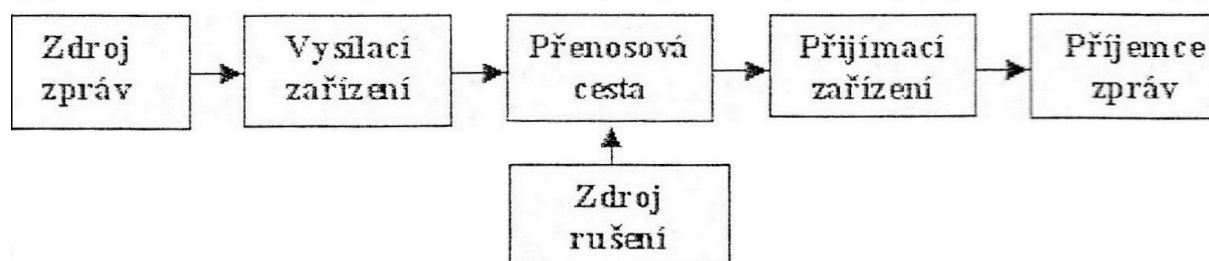 Zdroj
zpráv
Vysílací
zařízení
Přenosová
cesta
Přijímací
zařízení
Příjemce
zpráv
Zdroj
rušení